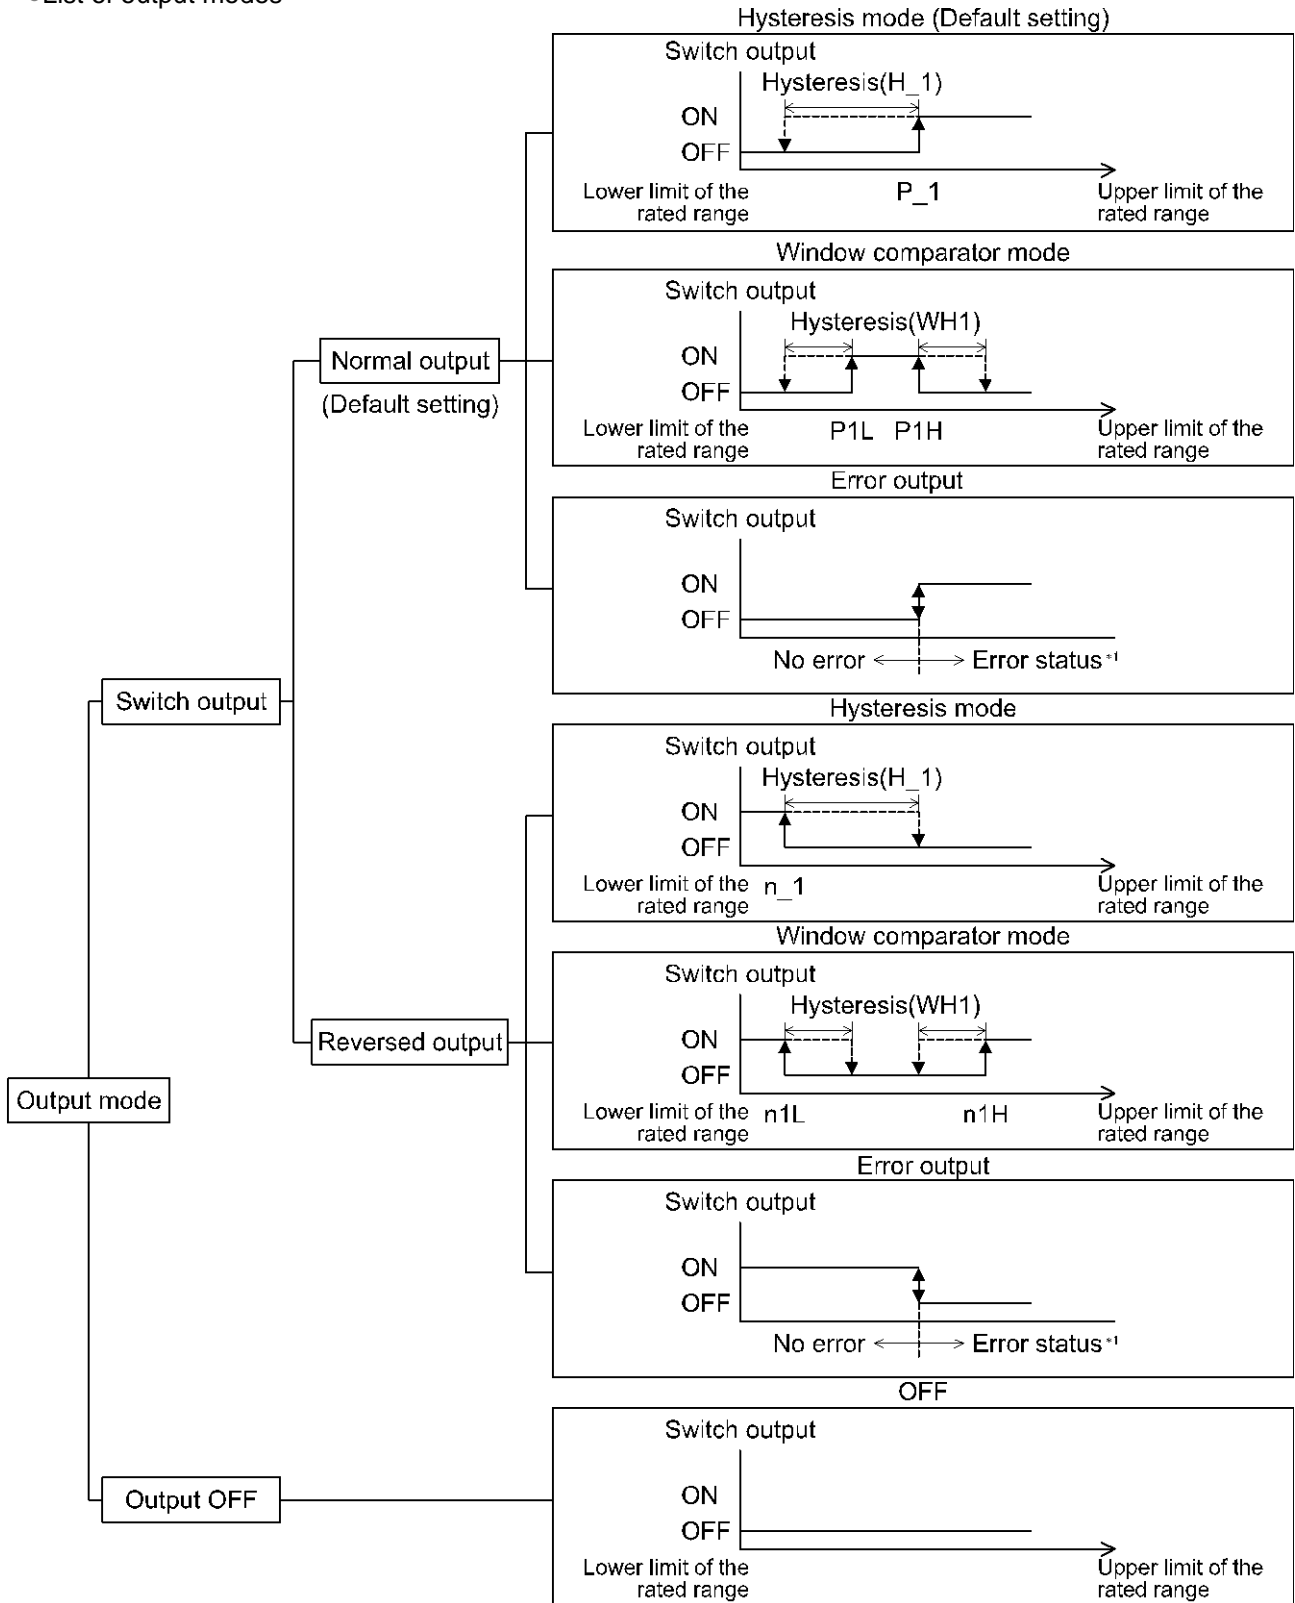 ●List of output modes
Hysteresis mode (Default setting)
Switch output
Hysteresis(H_1)
ON
OFF
Lower limit of the
rated range
P_1
Upper limit of the
rated range
Window comparator mode
Switch output
Hysteresis(WH1)
ON
OFF
Lower limit of the
rated range
P1L P1H
Upper limit of the
rated range
Normal output
(Default setting)
Error output
Switch output
ON
OFF
No error
Error status*1
Switch output
Hysteresis mode
Switch output
Hysteresis(H_1)
ON
OFF
Lower limit of the
rated range
n_1
Upper limit of the
rated range
Window comparator mode
Switch output
Hysteresis(WH1)
ON
OFF
Lower limit of the
rated range
n1L
n1H
Upper limit of the
rated range
Reversed output
Output mode
Error output
Switch output
ON
OFF
No error
Error status*1
OFF
Switch output
ON
OFF
Lower limit of the
rated range
Upper limit of the
rated range
Output OFF